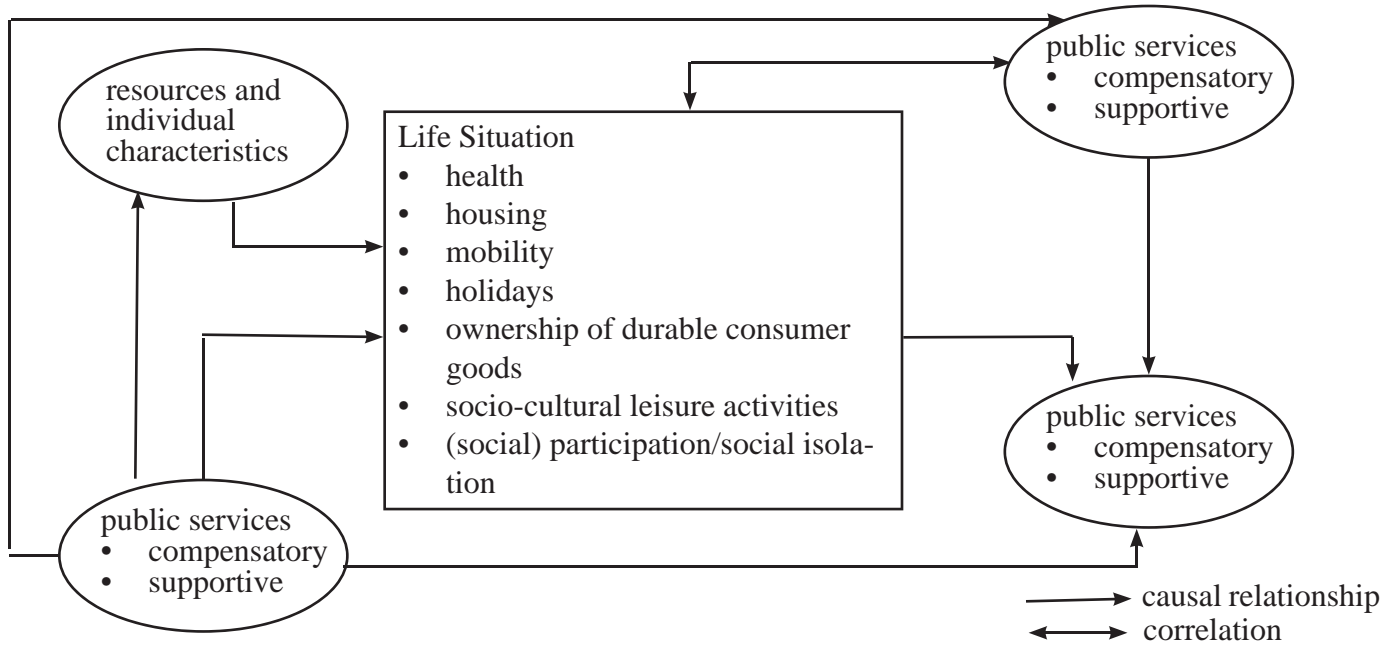 public services
• compensatory
• supportive
resources and
individual
characteristics
Life Situation
• health
• housing
• mobility
• holidays
• ownership of durable consumer
goods
• socio-cultural leisure activities
• (social) participation/social isola-
tion
public services
• compensatory
• supportive
public services
• compensatory
• supportive
causal relationship
correlation